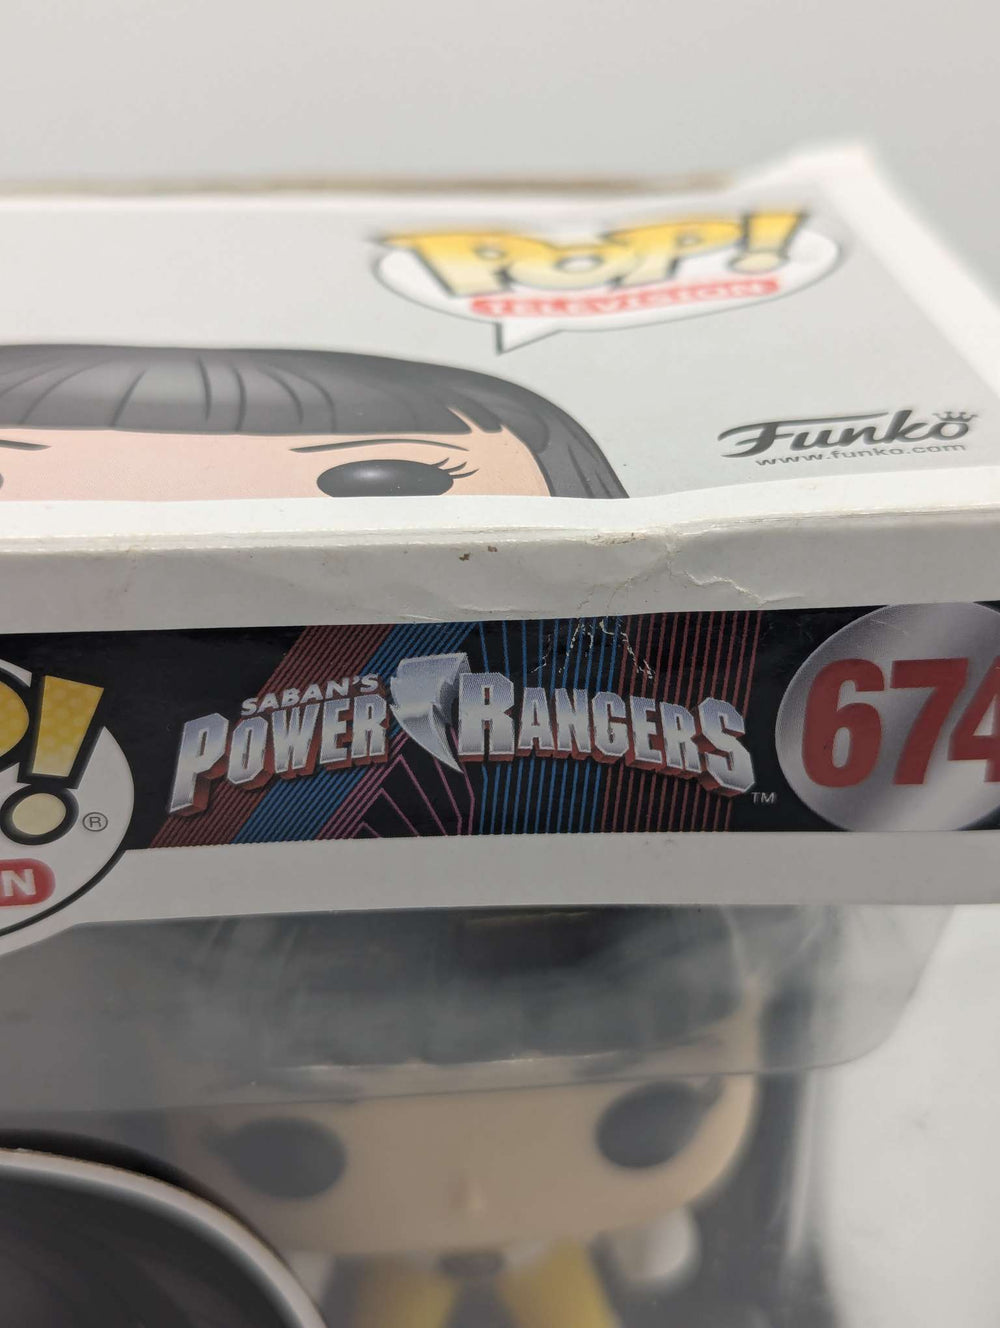 POP!
TELEVISION
Funko
www.funko.com
SABAN'S
POWER RANGERS
TM
674
P!
O.
®
N